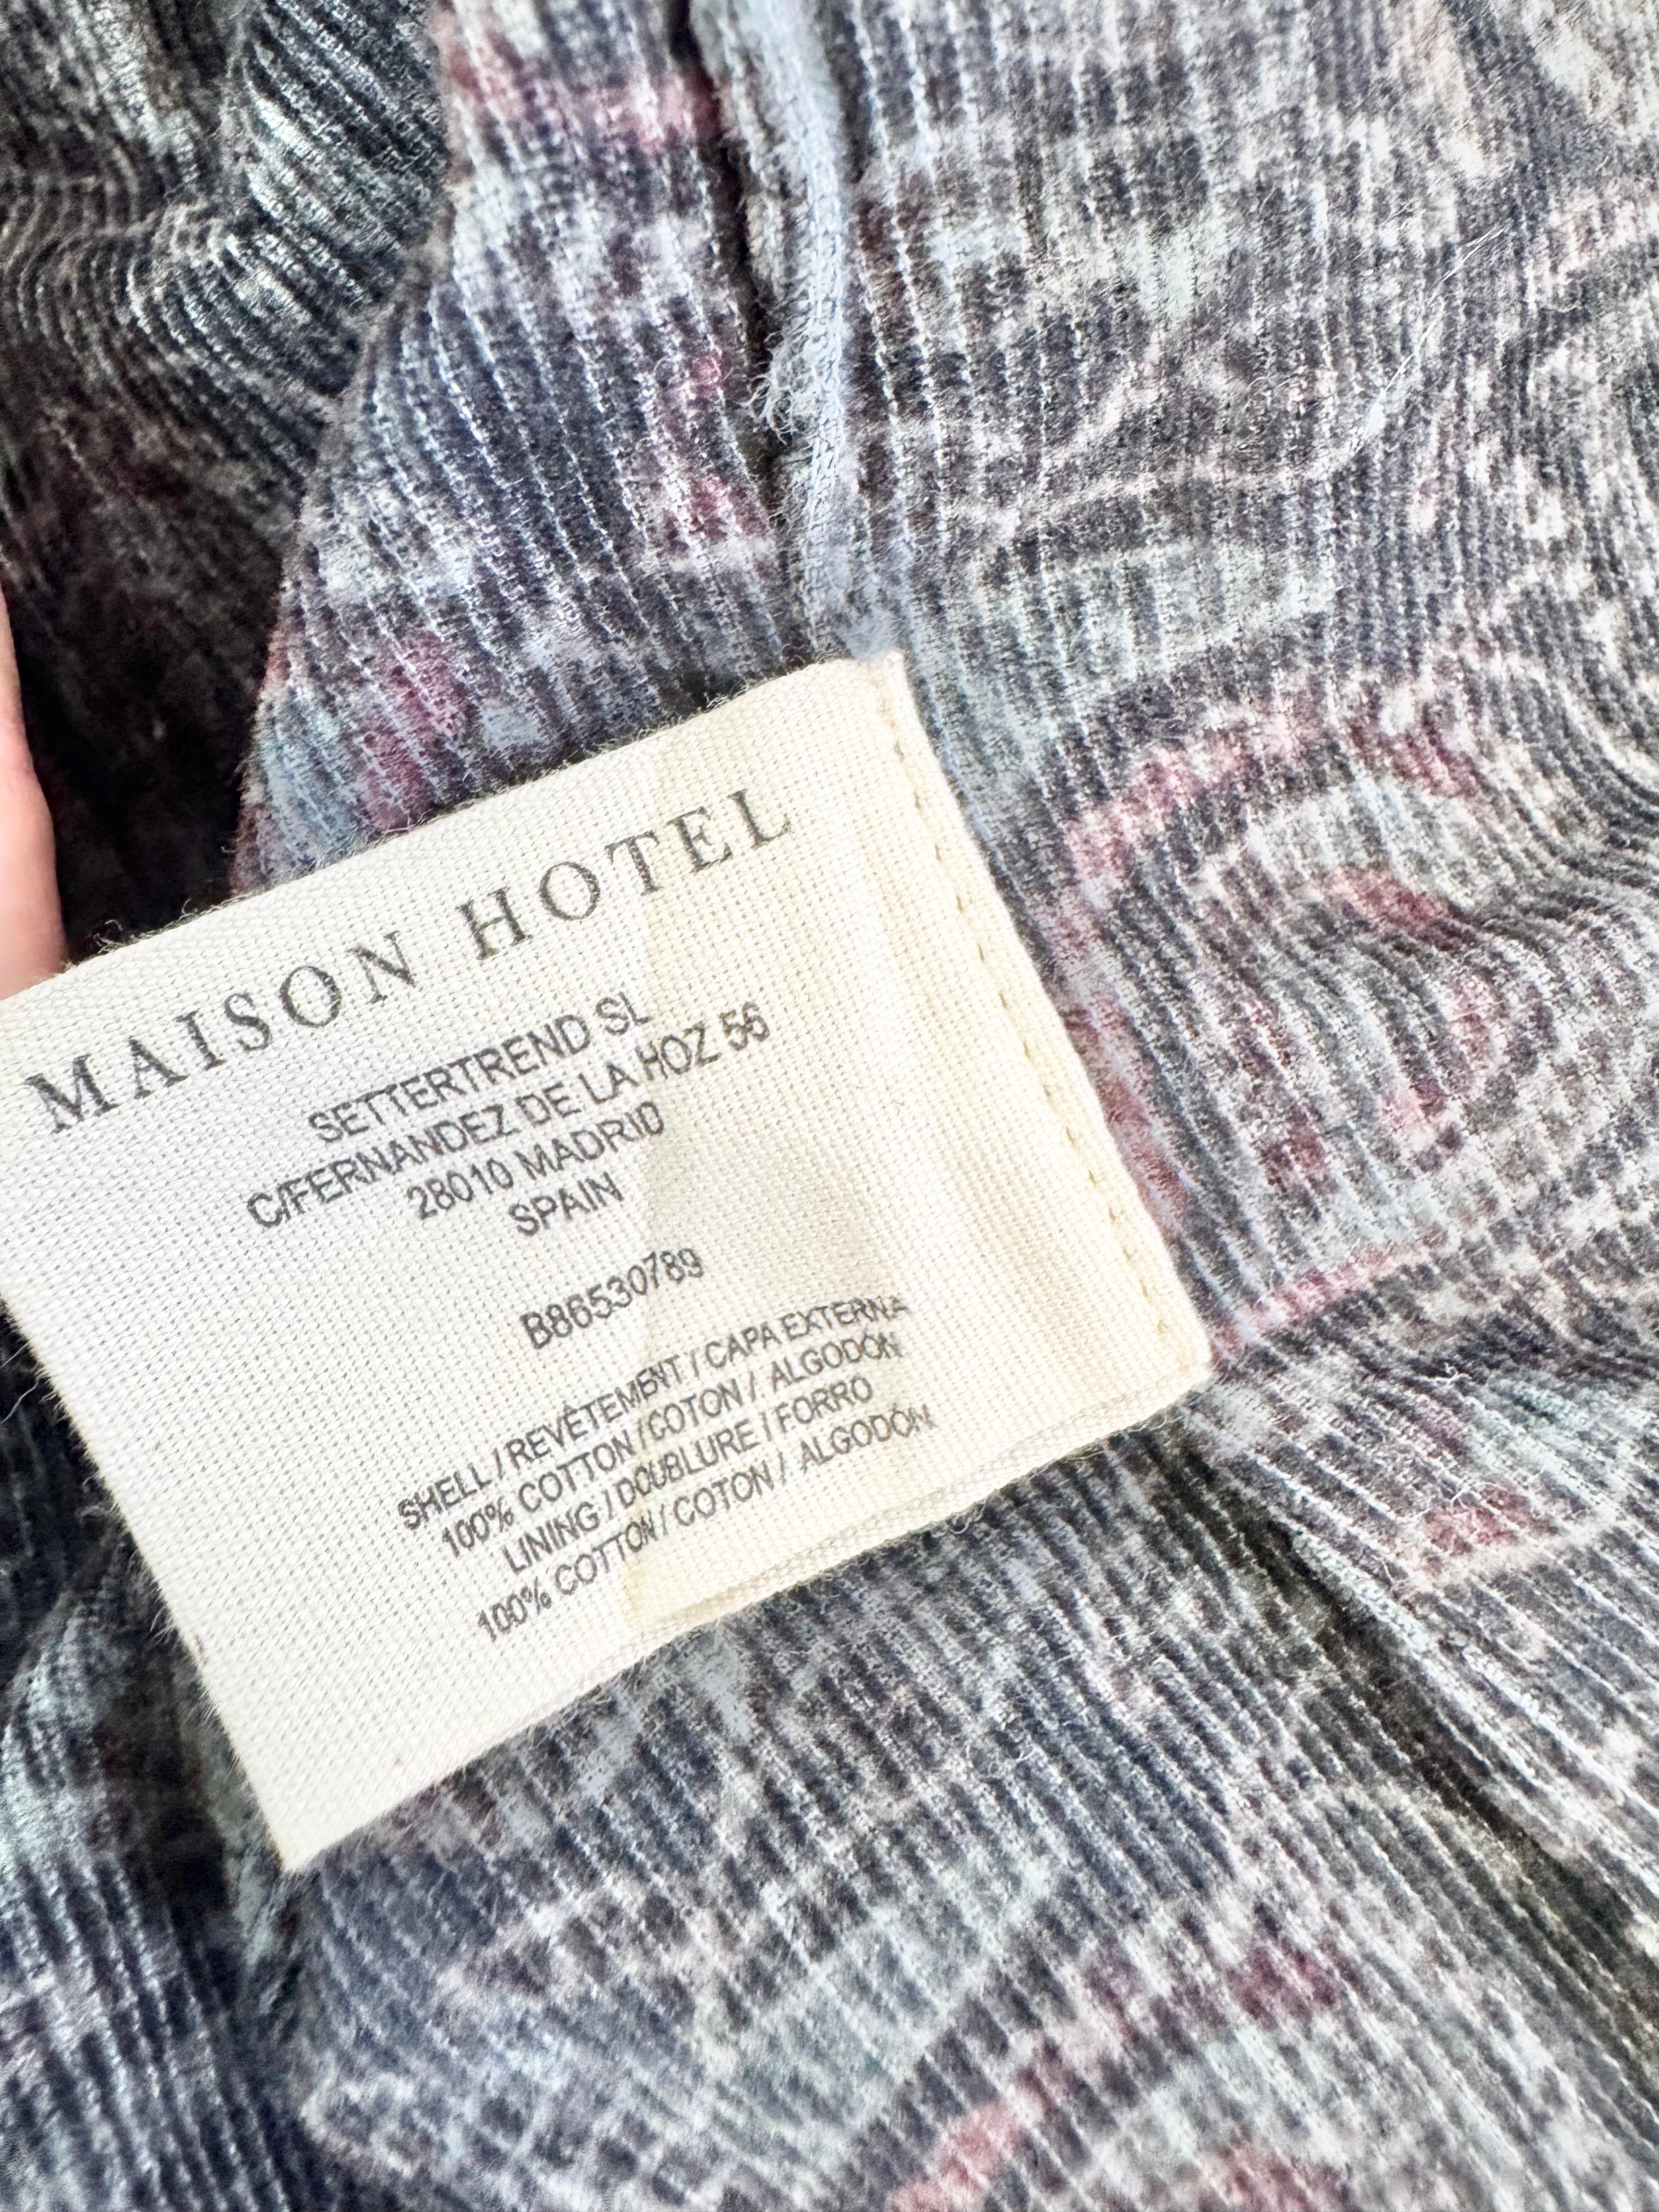 MAISON HOTEL
SETTERTREND SL
C/FERNANDEZ DE LA HOZ 56
28010 MADRID
SPAIN
B86530789
SHELL / REVÊTEMENT / CAPA EXTERNA
100% COTTON / COTON / ALGODÓN
LINING / DOUBLURE / FORRO
100% COTTON / COTON / ALGODÓN